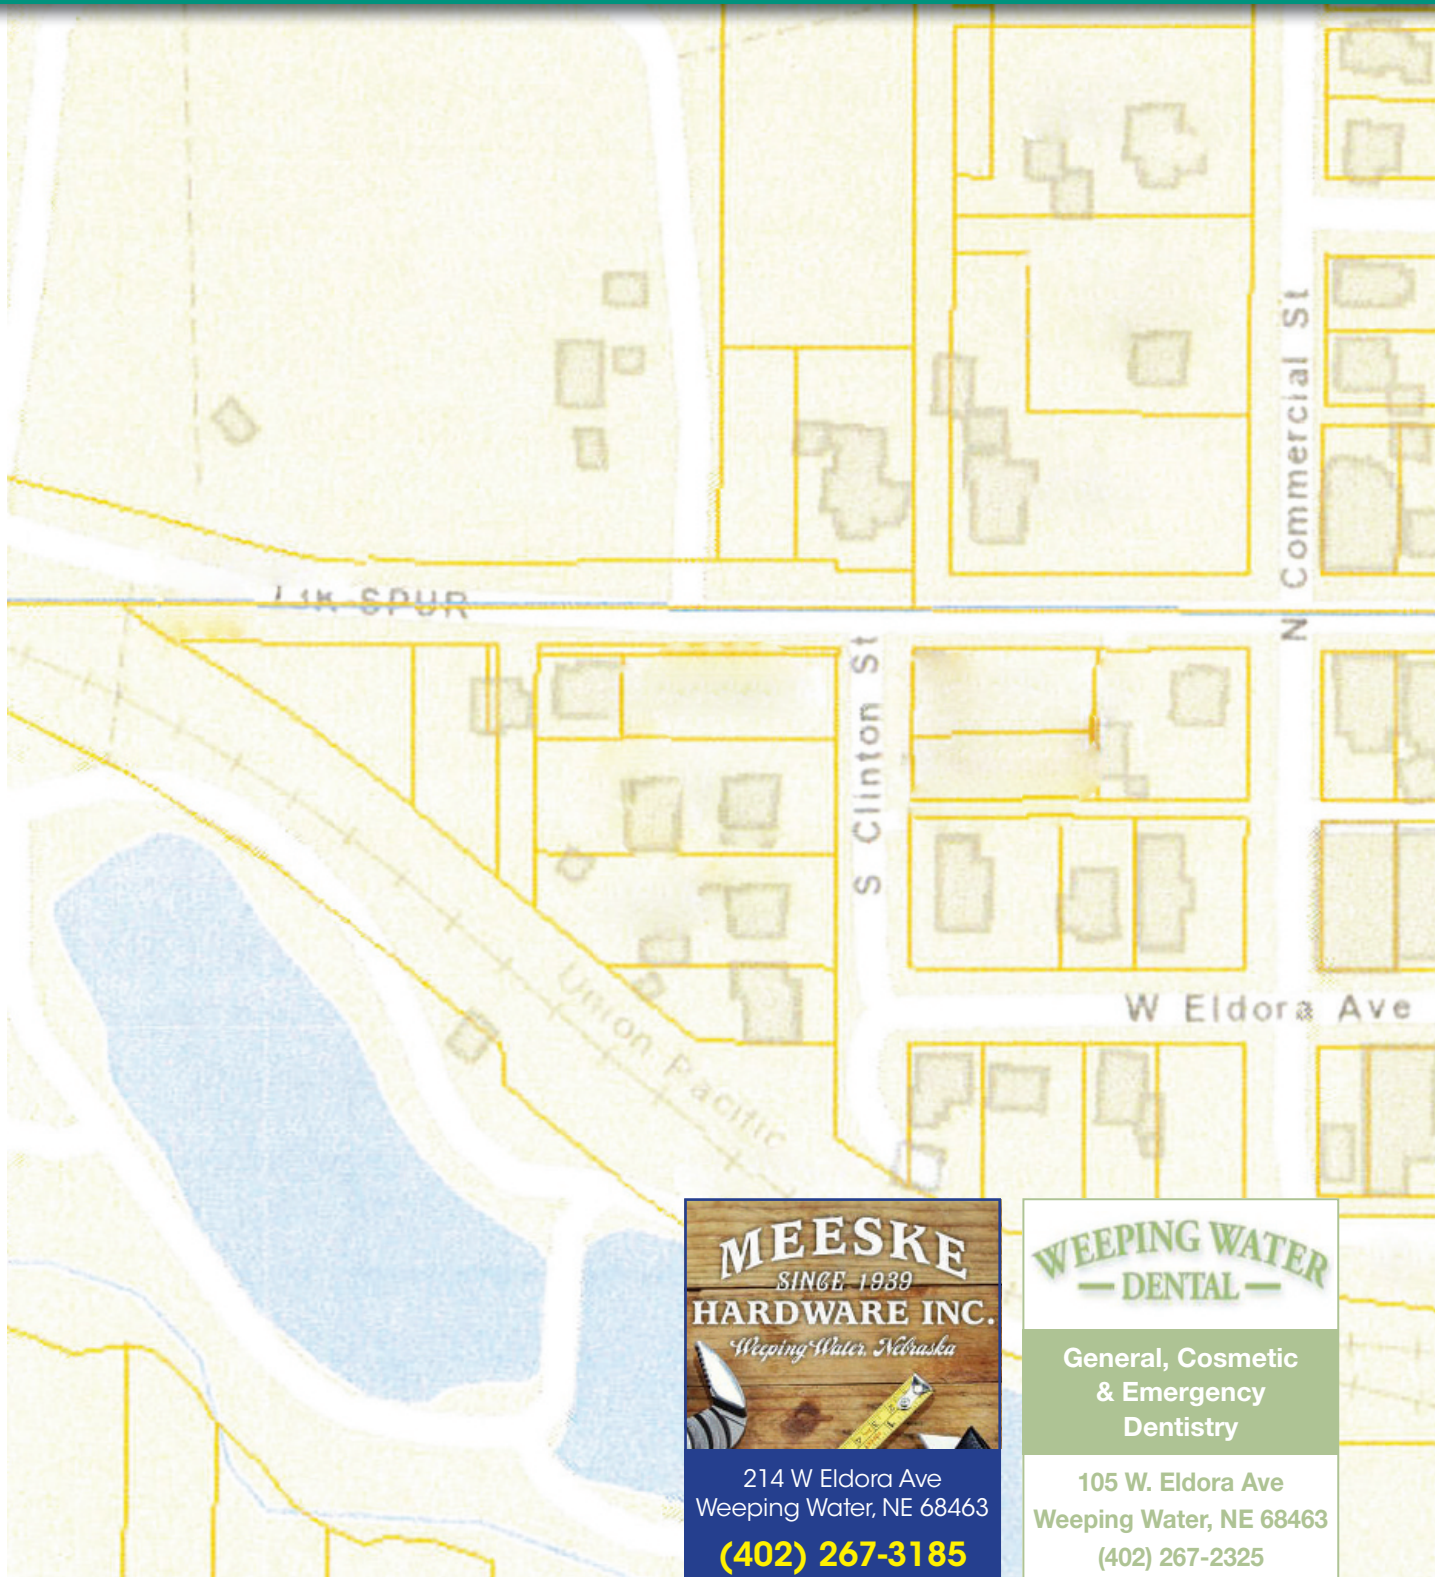 N Commercial St
SPUR
S Clinton St
W Eldora Ave
Union Pacific
MEESKE
SINCE 1939
HARDWARE INC.
Weeping Water, Nebraska
214 W Eldora Ave
Weeping Water, NE 68463
(402) 267-3185
WEEPING WATER
DENTAL
General, Cosmetic
& Emergency
Dentistry
105 W. Eldora Ave
Weeping Water, NE 68463
(402) 267-2325